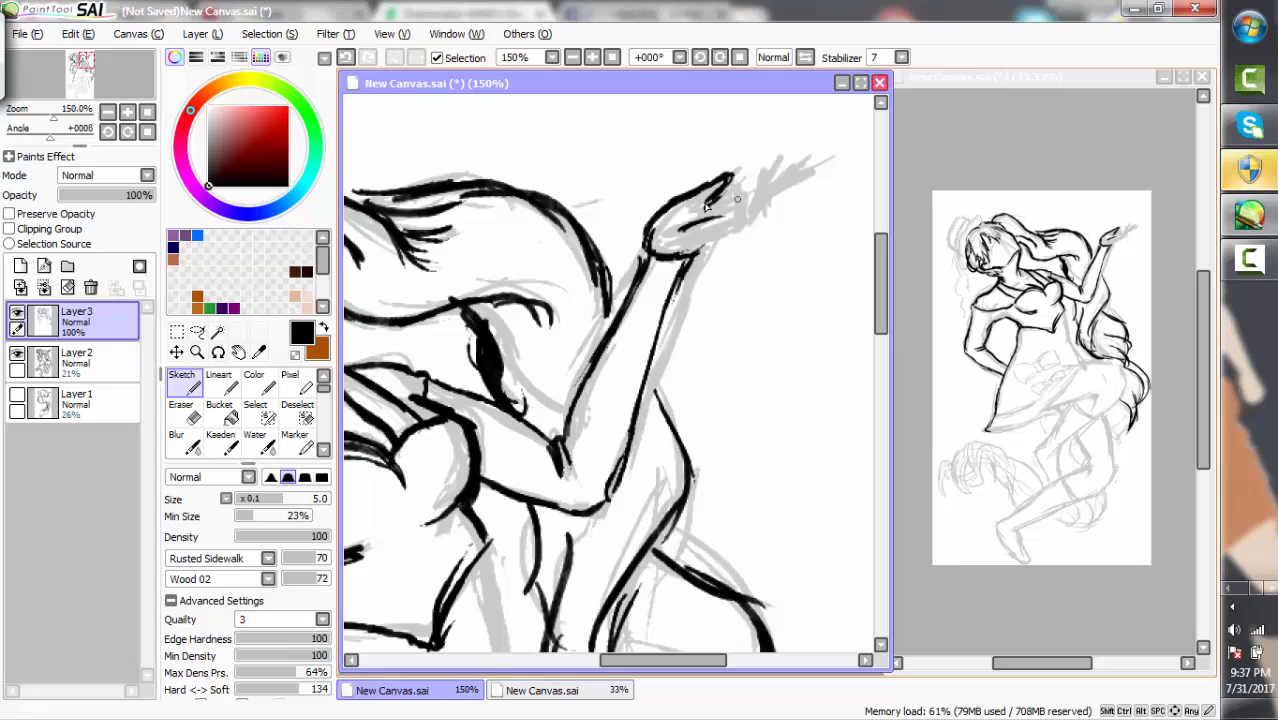 PaintTool SAI (Not Saved)New Canvas.sai (*)
File (F) Edit (E) Canvas (C) Layer (L) Selection (S) Filter (T) View (V) Window (W) Others (O)
Selection 150% +000° Normal Stabilizer 7
New Canvas.sai (*) (150%)
Zoom 150.0%
Angle +000θ
Paints Effect
Mode Normal
Opacity 100%
Preserve Opacity
Clipping Group
Selection Source
Layer3
Normal
100%
Layer2
Normal
21%
Layer1
Normal
26%
Sketch Lineart Color Pixel
Eraser Bucket Select Deselect
Blur Kaeden Water Marker
Normal
Size x 0.1 5.0
Min Size 23%
Density 100
Rusted Sidewalk 70
Wood 02 72
Advanced Settings
Quality 3
Edge Hardness 100
Min Density 100
Max Dens Prs. 64%
Hard <-> Soft 134
New Canvas.sai 150% New Canvas.sai 33%
Memory load: 61% (79MB used / 708MB reserved) Shift Ctrl Alt SPC Any
9:37 PM
7/31/2017